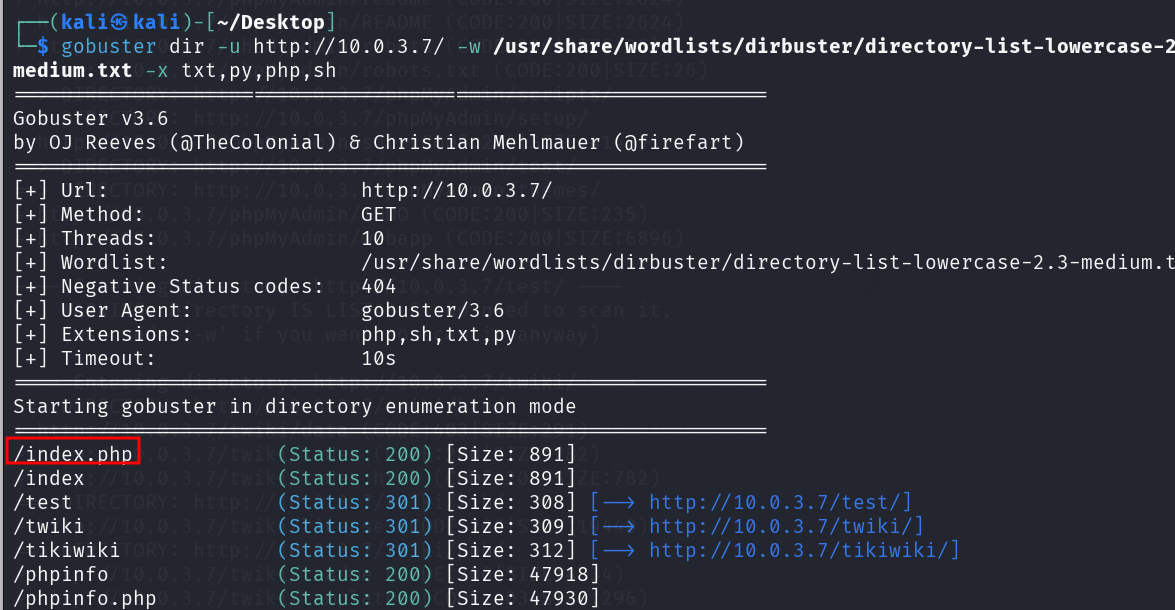 ┌──(kali㉿kali)-[~/Desktop]
└─$ gobuster dir -u http://10.0.3.7/ -w /usr/share/wordlists/dirbuster/directory-list-lowercase-2
medium.txt -x txt,py,php,sh
===============================================================
Gobuster v3.6
by OJ Reeves (@TheColonial) & Christian Mehlmauer (@firefart)
===============================================================
[+] Url: http://10.0.3.7/
[+] Method: GET
[+] Threads: 10
[+] Wordlist: /usr/share/wordlists/dirbuster/directory-list-lowercase-2.3-medium.t
[+] Negative Status codes: 404
[+] User Agent: gobuster/3.6
[+] Extensions: php,sh,txt,py
[+] Timeout: 10s
===============================================================
Starting gobuster in directory enumeration mode
===============================================================
/index.php (Status: 200) [Size: 891]
/index (Status: 200) [Size: 891]
/test (Status: 301) [Size: 308] [--> http://10.0.3.7/test/]
/twiki (Status: 301) [Size: 309] [--> http://10.0.3.7/twiki/]
/tikiwiki (Status: 301) [Size: 312] [--> http://10.0.3.7/tikiwiki/]
/phpinfo (Status: 200) [Size: 47918]
/phpinfo.php (Status: 200) [Size: 47930]